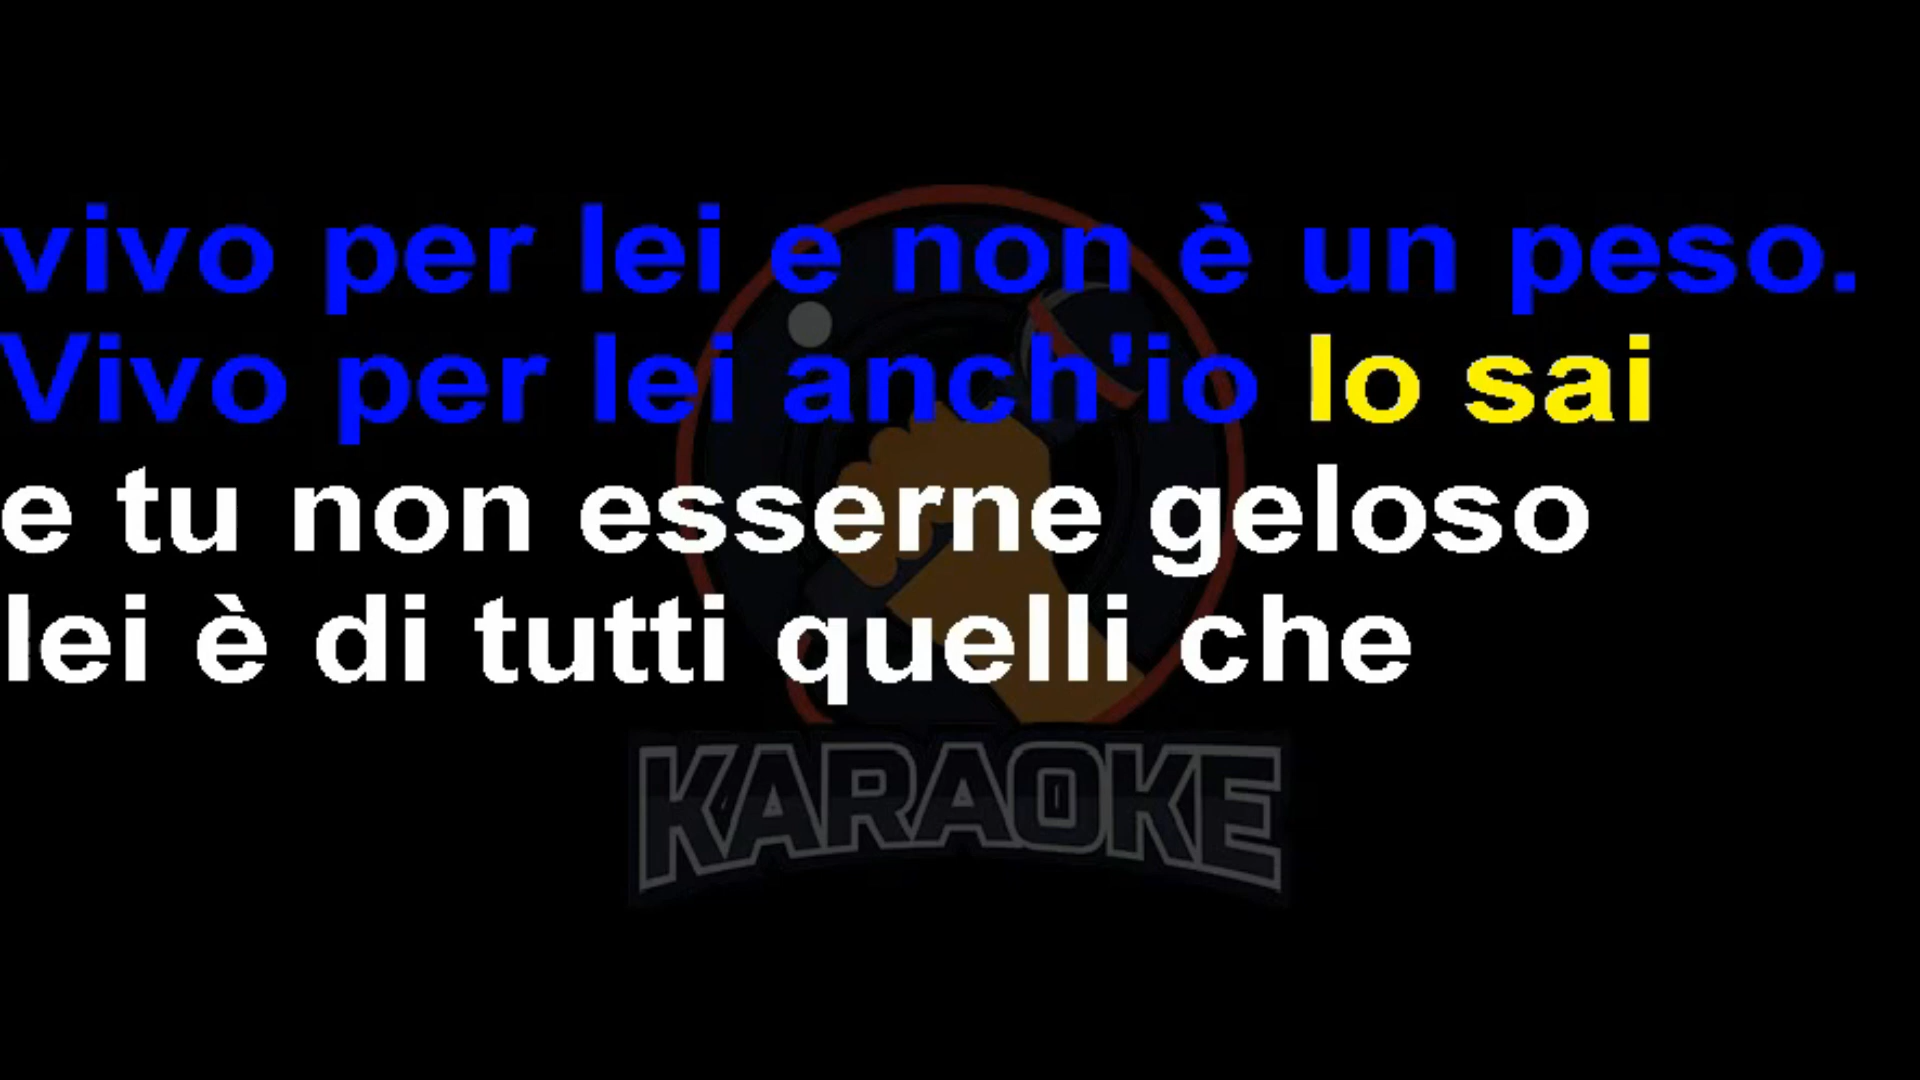 vivo per lei e non è un peso.
Vivo per lei anch'io lo sai
e tu non esserne geloso
lei è di tutti quelli che
KARAOKE